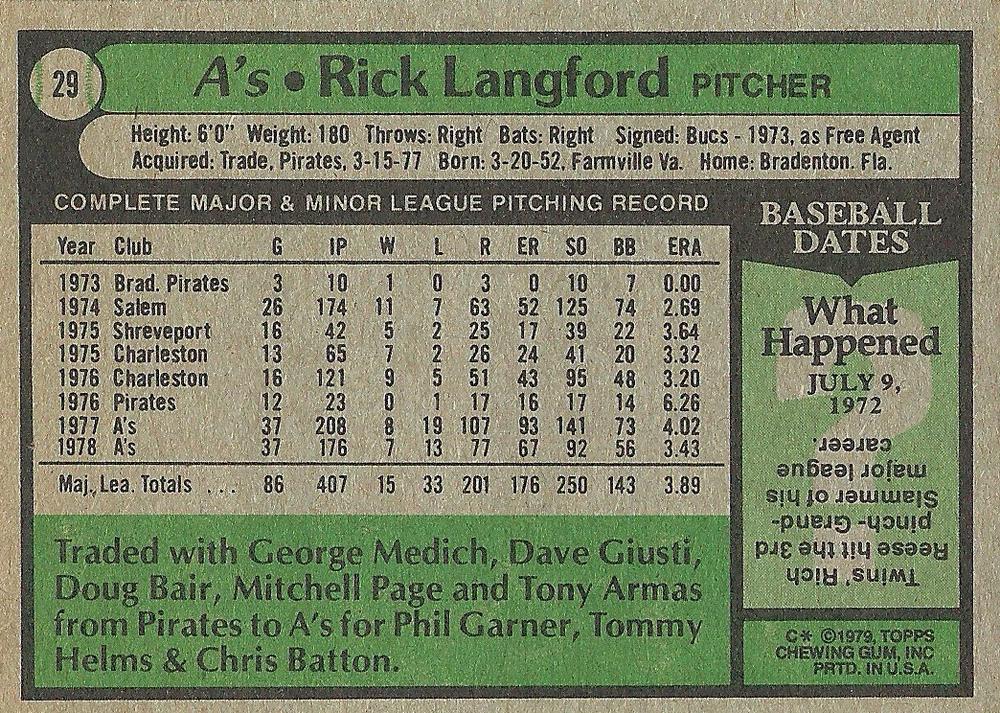 29
A's • Rick Langford PITCHER
Height: 6'0" Weight: 180 Throws: Right Bats: Right Signed: Bucs - 1973, as Free Agent
Acquired: Trade, Pirates, 3-15-77 Born: 3-20-52, Farmville Va. Home: Bradenton. Fla.
COMPLETE MAJOR & MINOR LEAGUE PITCHING RECORD
Year Club G IP W L R ER SO BB ERA
1973 Brad. Pirates 3 10 1 0 3 0 10 7 0.00
1974 Salem 26 174 11 7 63 52 125 74 2.69
1975 Shreveport 16 42 5 2 25 17 39 22 3.64
1975 Charleston 13 65 7 2 26 24 41 20 3.32
1976 Charleston 16 121 9 5 51 43 95 48 3.20
1976 Pirates 12 23 0 1 17 16 17 14 6.26
1977 A's 37 208 8 19 107 93 141 73 4.02
1978 A's 37 176 7 13 77 67 92 56 3.43
Maj., Lea. Totals ... 86 407 15 33 201 176 250 143 3.89
Traded with George Medich, Dave Giusti,
Doug Bair, Mitchell Page and Tony Armas
from Pirates to A's for Phil Garner, Tommy
Helms & Chris Batton.
BASEBALL
DATES
What
Happened
JULY 9,
1972
Twins' Rich
Reese hit the 3rd
pinch-Grand-
Slammer of his
major league
career.
C* ©1979, TOPPS
CHEWING GUM, INC
PRTD. IN U.S.A.